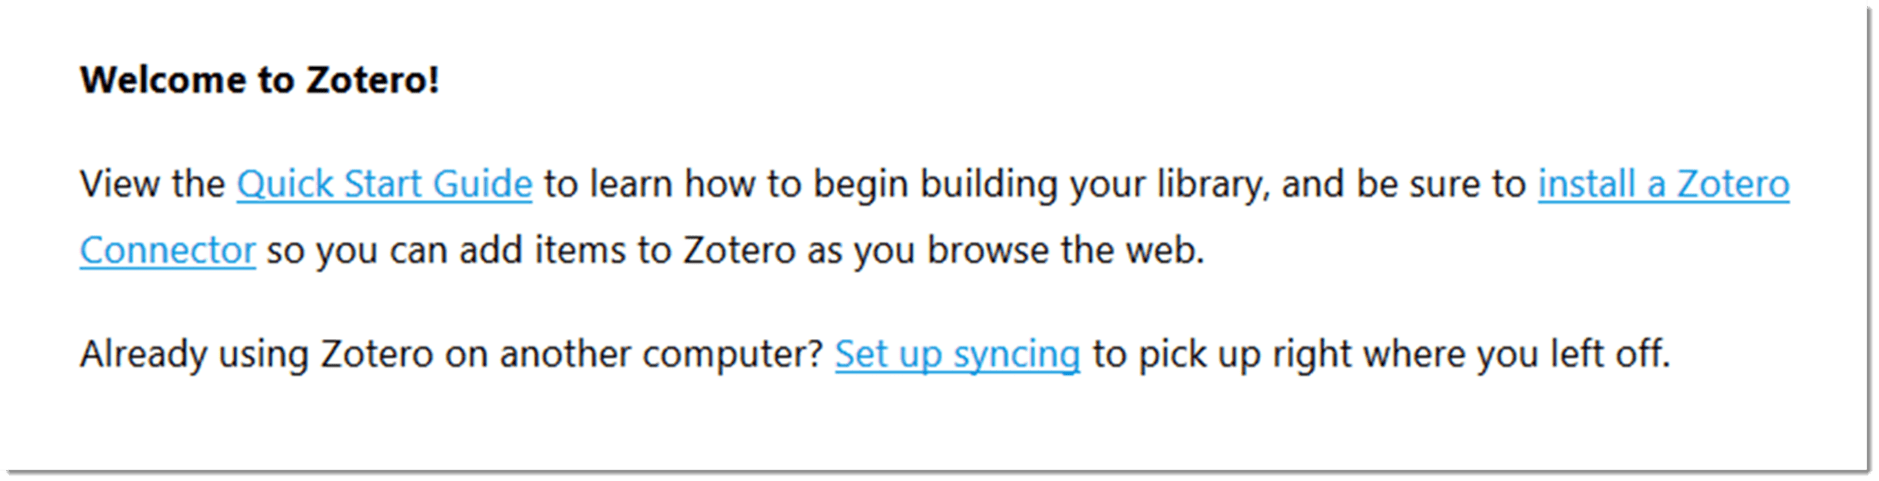 Welcome to Zotero!
View the Quick Start Guide to learn how to begin building your library, and be sure to install a Zotero
Connector so you can add items to Zotero as you browse the web.
Already using Zotero on another computer? Set up syncing to pick up right where you left off.